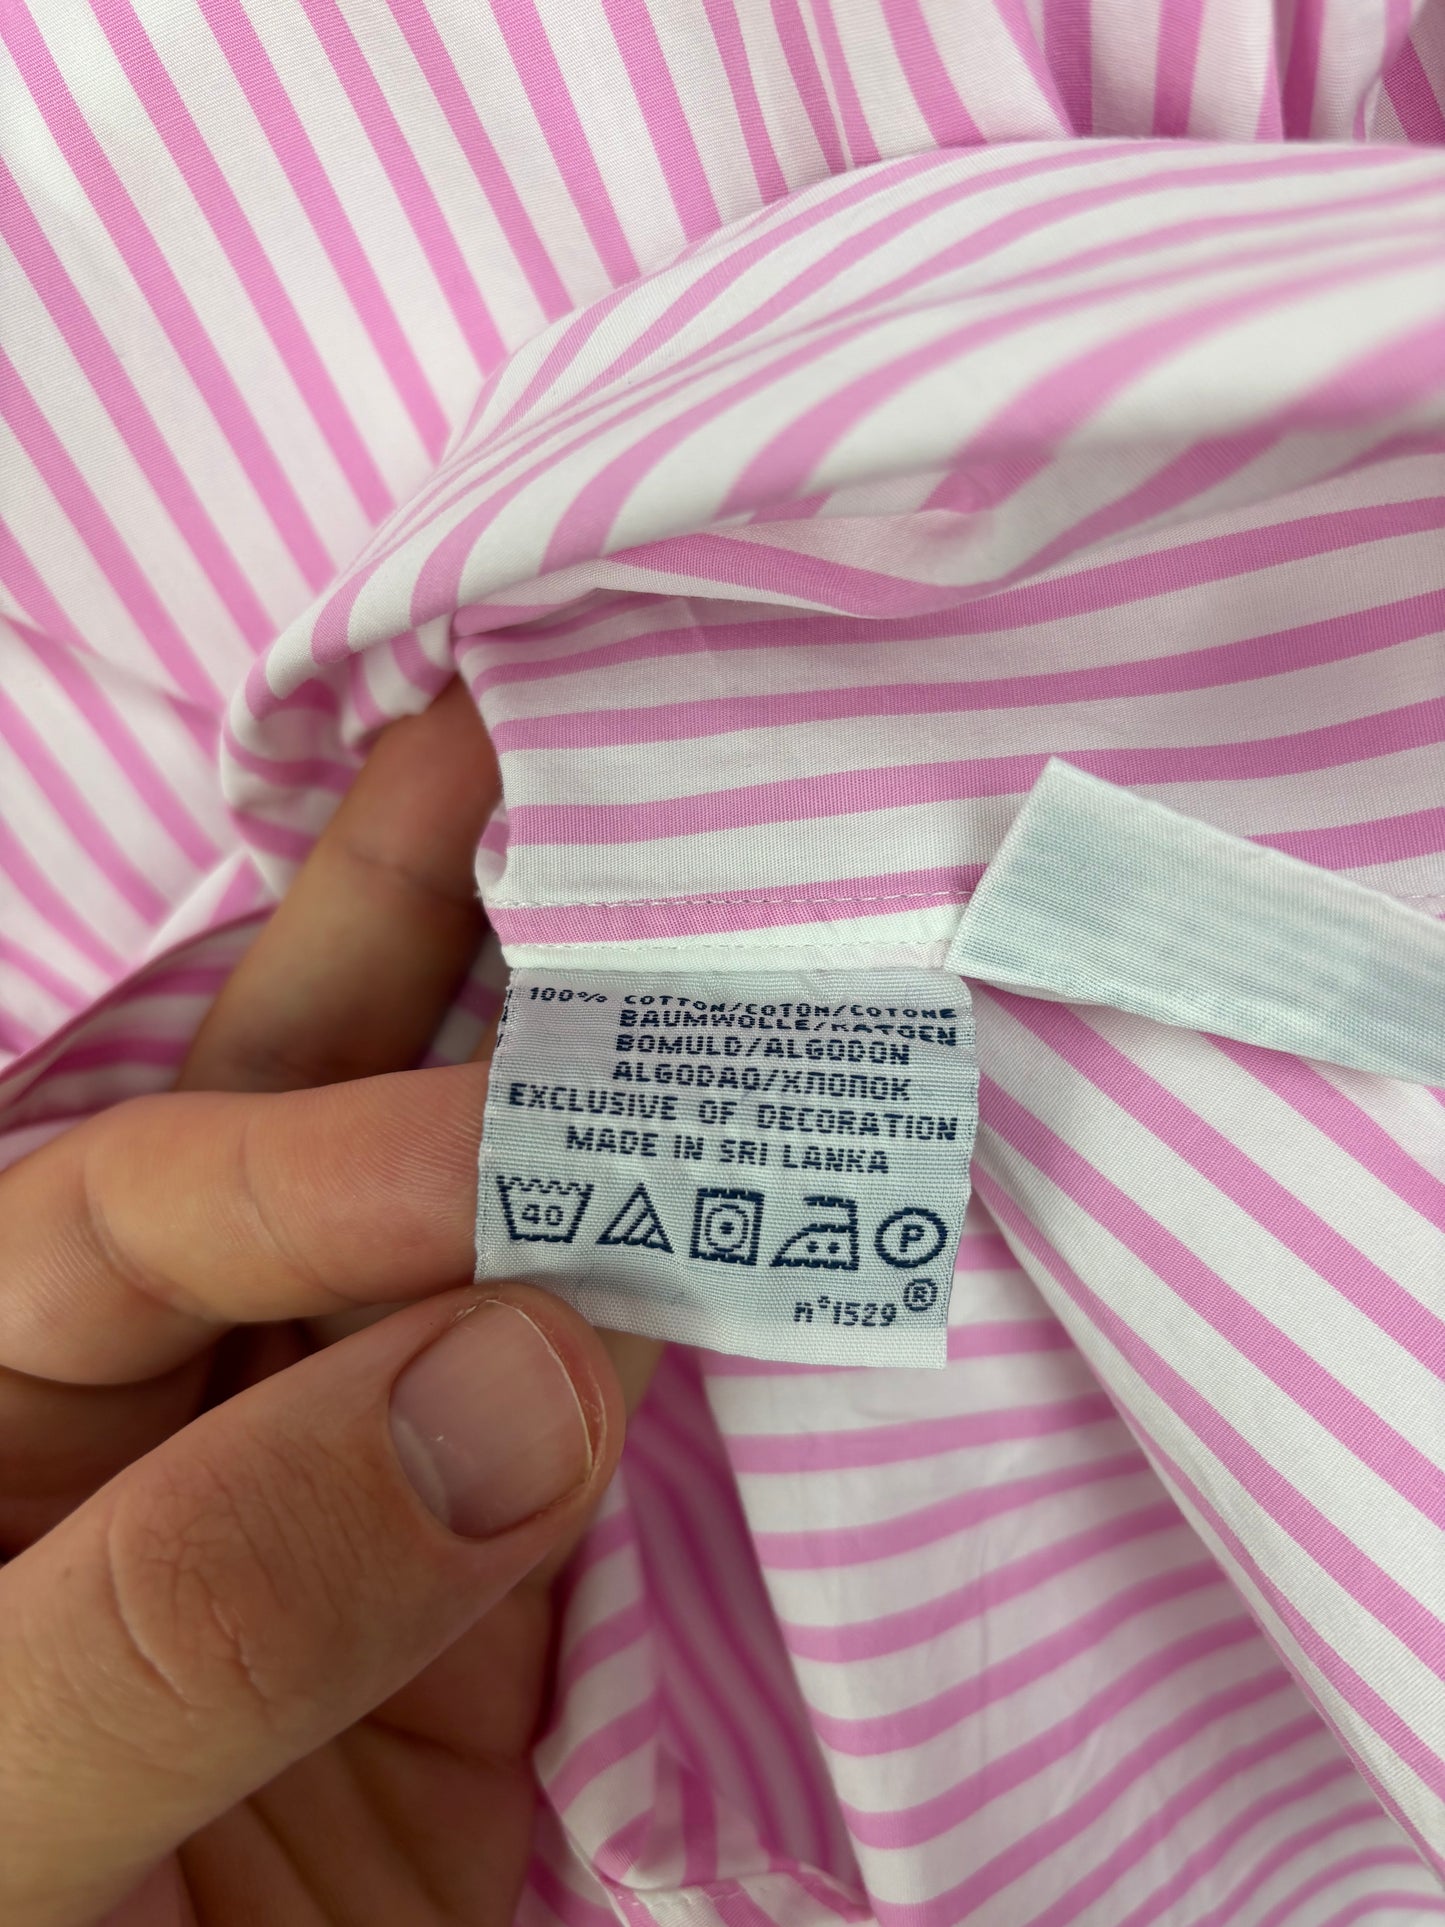 100% COTTON/COTON/COTONE
BAUMWOLLE/KATOEN
BOMULD/ALGODON
ALGODAO/ХЛОПОК
EXCLUSIVE OF DECORATION
MADE IN SRI LANKA
40
P
n°1529®